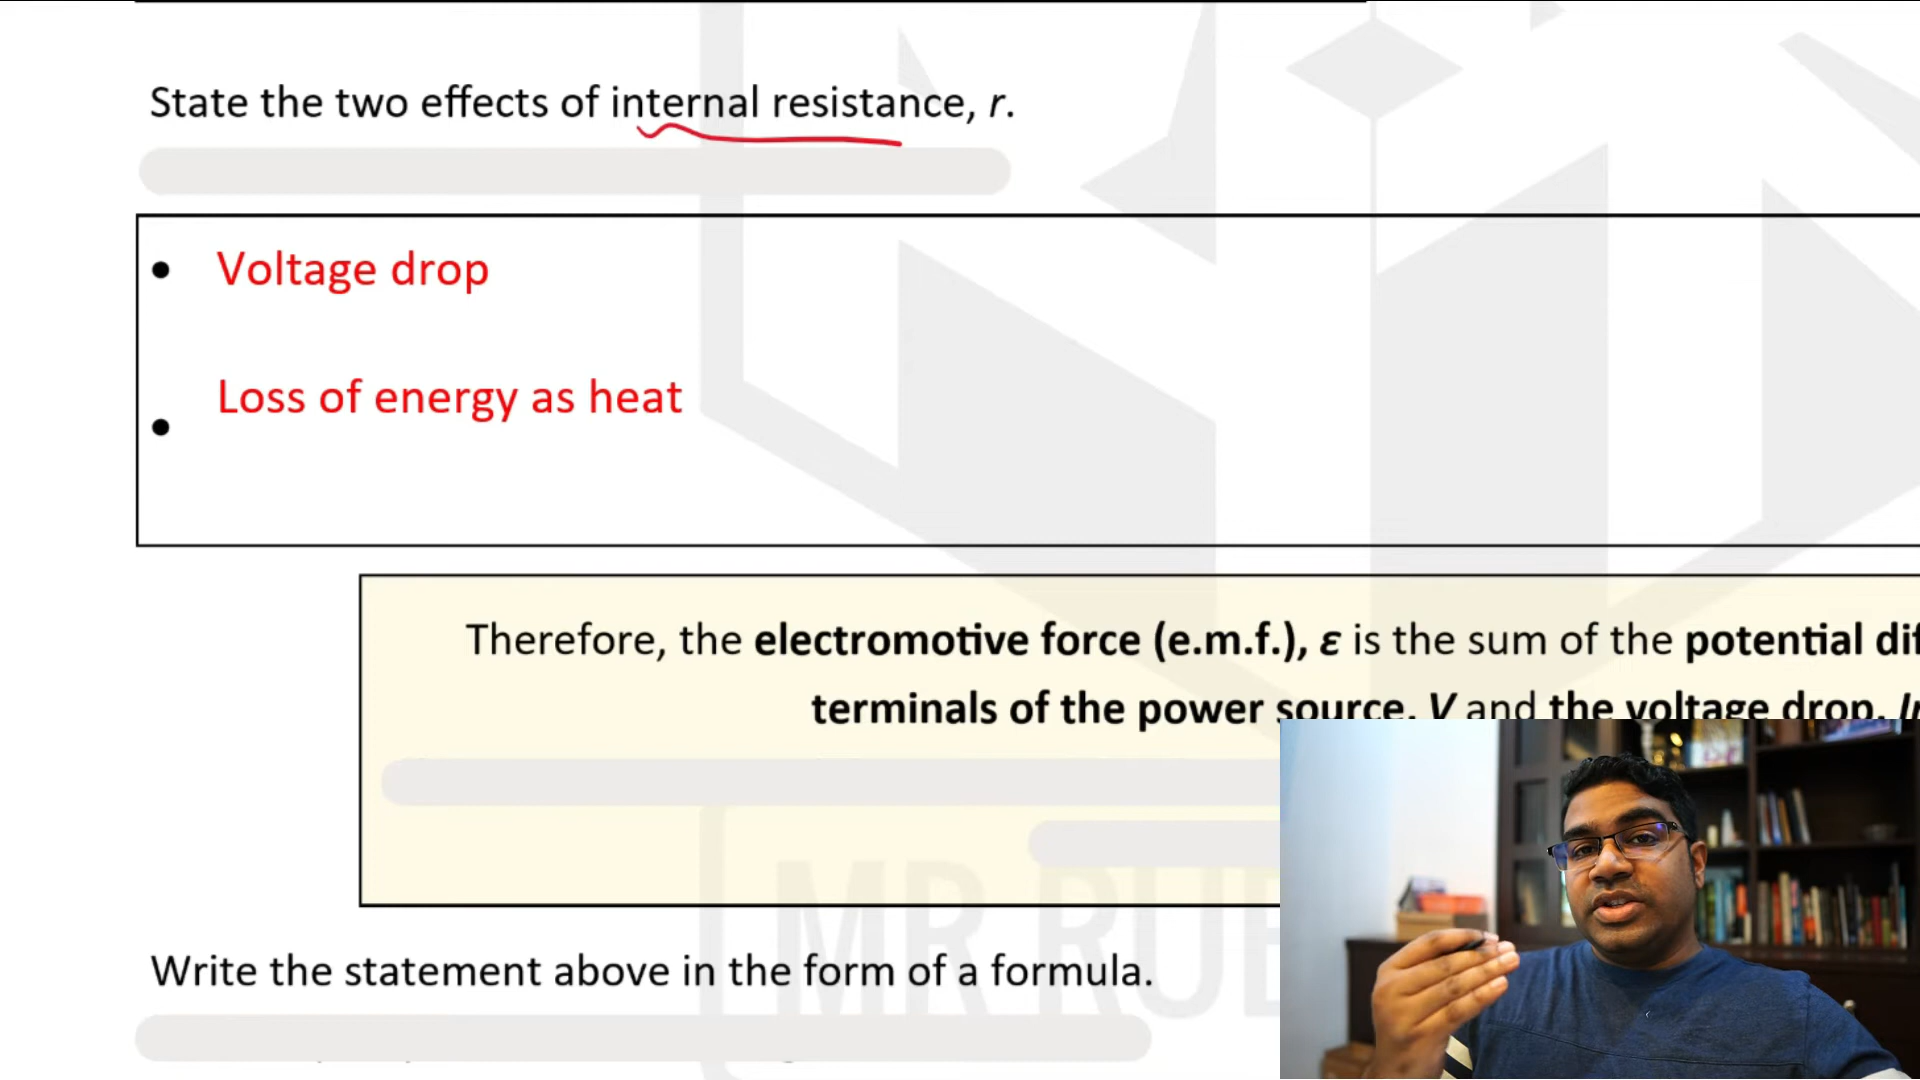 State the two effects of internal resistance, r.
• Voltage drop
• Loss of energy as heat
Therefore, the electromotive force (e.m.f.), ε is the sum of the potential
terminals of the power source, V and the voltage drop,
MR RU
Write the statement above in the form of a formula.